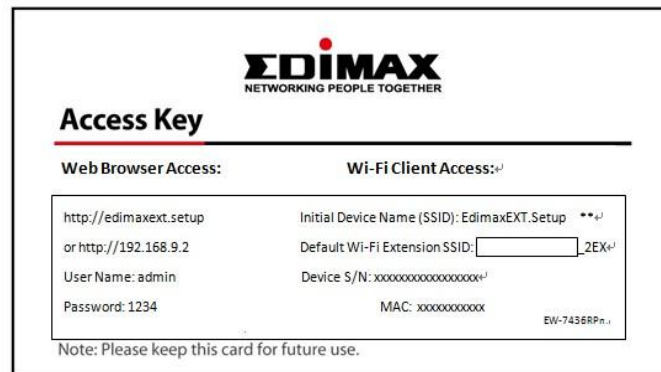 EDIMAX
NETWORKING PEOPLE TOGETHER
Access Key
Web Browser Access:
Wi-Fi Client Access:↵
http://edimaxext.setup
or http://192.168.9.2
User Name: admin
Password: 1234
Initial Device Name (SSID): EdimaxEXT.Setup **↵
Default Wi-Fi Extension SSID: _2EX↵
Device S/N: xxxxxxxxxxxxxxxxx↵
MAC: xxxxxxxxxxx
EW-7436RPn
Note: Please keep this card for future use.